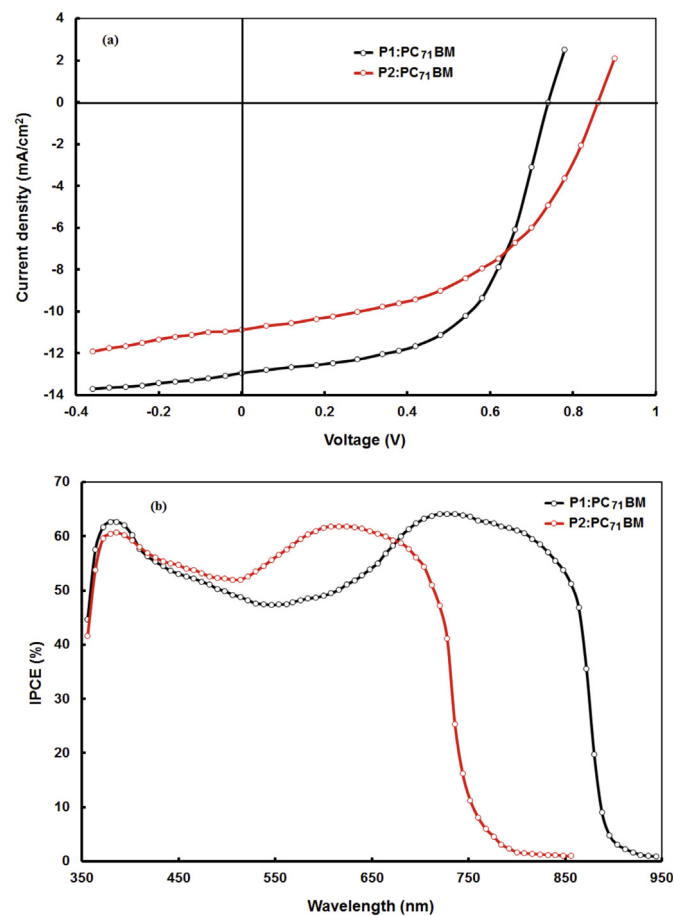 (a)
P1:PC71BM
P2:PC71BM
4
2
0
-2
-4
-6
-8
-10
-12
-14
Current density (mA/cm2)
-0.4 -0.2 0 0.2 0.4 0.6 0.8 1
Voltage (V)
(b)
P1:PC71BM
P2:PC71BM
70
60
50
40
30
20
10
0
IPCE (%)
350 450 550 650 750 850 950
Wavelength (nm)